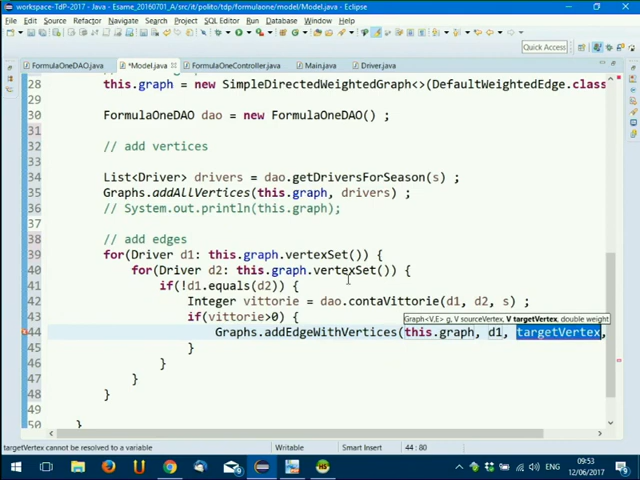 workspace-TdP-2017 - Java - Esame_20160701_A/src/it/polito/tdp/formulaone/model/Model.java - Eclipse
File Edit Source Refactor Navigate Search Project SQL Editor Run Database Window Help
Quick Access
FormulaOneDAO.java *Model.java FormulaOneController.java Main.java Driver.java
28 this.graph = new SimpleDirectedWeightedGraph<>(DefaultWeightedEdge.class
29
30 FormulaOneDAO dao = new FormulaOneDAO() ;
31
32 // add vertices
34 List<Driver> drivers = dao.getDriversForSeason(s) ;
35 Graphs.addAllVertices(this.graph, drivers) ;
36 // System.out.println(this.graph);
37
38 // add edges
39 for(Driver d1: this.graph.vertexSet()) {
40 for(Driver d2: this.graph.vertexSet()) {
41 if(!d1.equals(d2)) {
42 Integer vittorie = dao.contaVittorie(d1, d2, s) ;
43 if(vittorie>0) {
Graph<V,E> g, V sourceVertex, V targetVertex, double weight
44 Graphs.addEdgeWithVertices(this.graph, d1, targetVertex,
45 }
46 }
47 }
48 }
49
50 }
targetVertex cannot be resolved to a variable Writable Smart Insert 44 : 80
09:53
12/06/2017